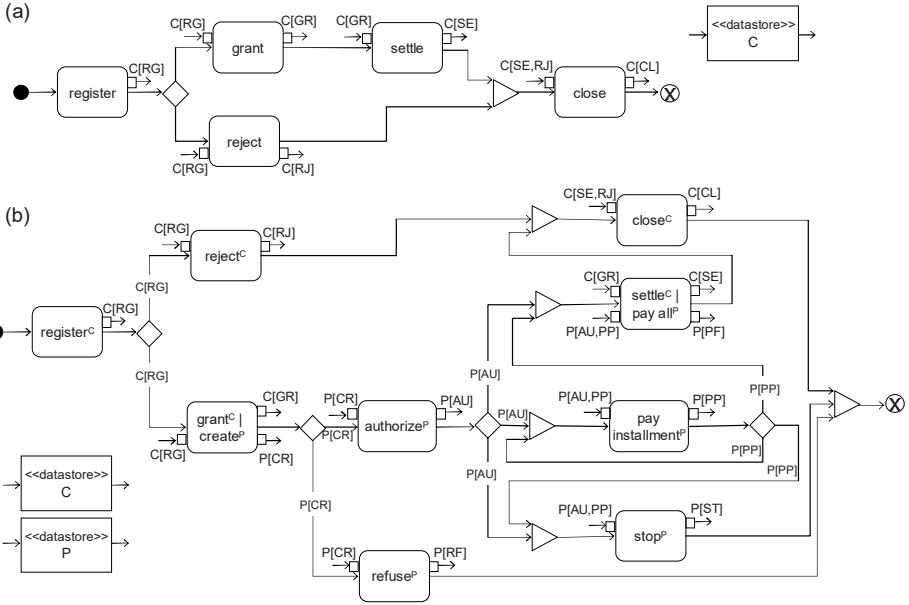 (a)
C[RG]
C[GR]
C[GR]
C[SE]
<<datastore>>
C
grant
settle
C[RG]
C[SE,RJ]
C[CL]
register
close
X
reject
C[RG]
C[RJ]
(b)
C[SE,RJ]
C[CL]
closeᶜ
C[RG]
C[RJ]
rejectᶜ
C[RG]
C[GR]
C[SE]
settleᶜ |
pay allᴾ
C[RG]
P[AU,PP]
P[PF]
registerᶜ
C[RG]
P[AU]
P[PP]
C[GR]
P[CR]
P[AU]
P[AU,PP]
P[PP]
grantᶜ |
createᴾ
P[CR]
authorizeᴾ
P[AU]
pay
installmentᴾ
X
C[RG]
P[CR]
P[PP]
P[PP]
P[AU]
<<datastore>>
C
P[CR]
P[AU,PP]
P[ST]
<<datastore>>
P
stopᴾ
P[CR]
P[RF]
refuseᴾ